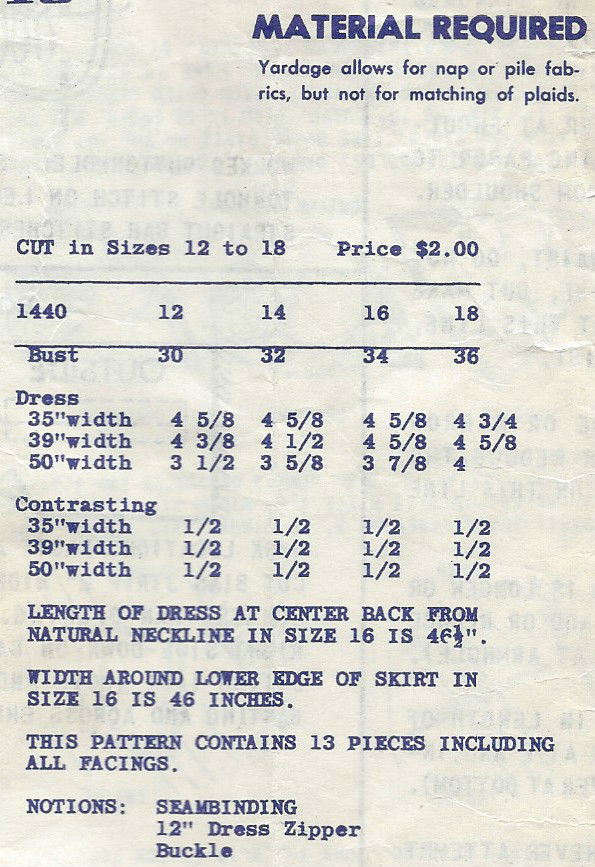 MATERIAL REQUIRED
Yardage allows for nap or pile fab-
rics, but not for matching of plaids.
CUT in Sizes 12 to 18 Price $2.00
1440 12 14 16 18
Bust 30 32 34 36
Dress
35"width 4 5/8 4 5/8 4 5/8 4 3/4
39"width 4 3/8 4 1/2 4 5/8 4 5/8
50"width 3 1/2 3 5/8 3 7/8 4
Contrasting
35"width 1/2 1/2 1/2 1/2
39"width 1/2 1/2 1/2 1/2
50"width 1/2 1/2 1/2 1/2
LENGTH OF DRESS AT CENTER BACK FROM
NATURAL NECKLINE IN SIZE 16 IS 46½".
WIDTH AROUND LOWER EDGE OF SKIRT IN
SIZE 16 IS 46 INCHES.
THIS PATTERN CONTAINS 13 PIECES INCLUDING
ALL FACINGS.
NOTIONS: SEAMBINDING
12" Dress Zipper
Buckle